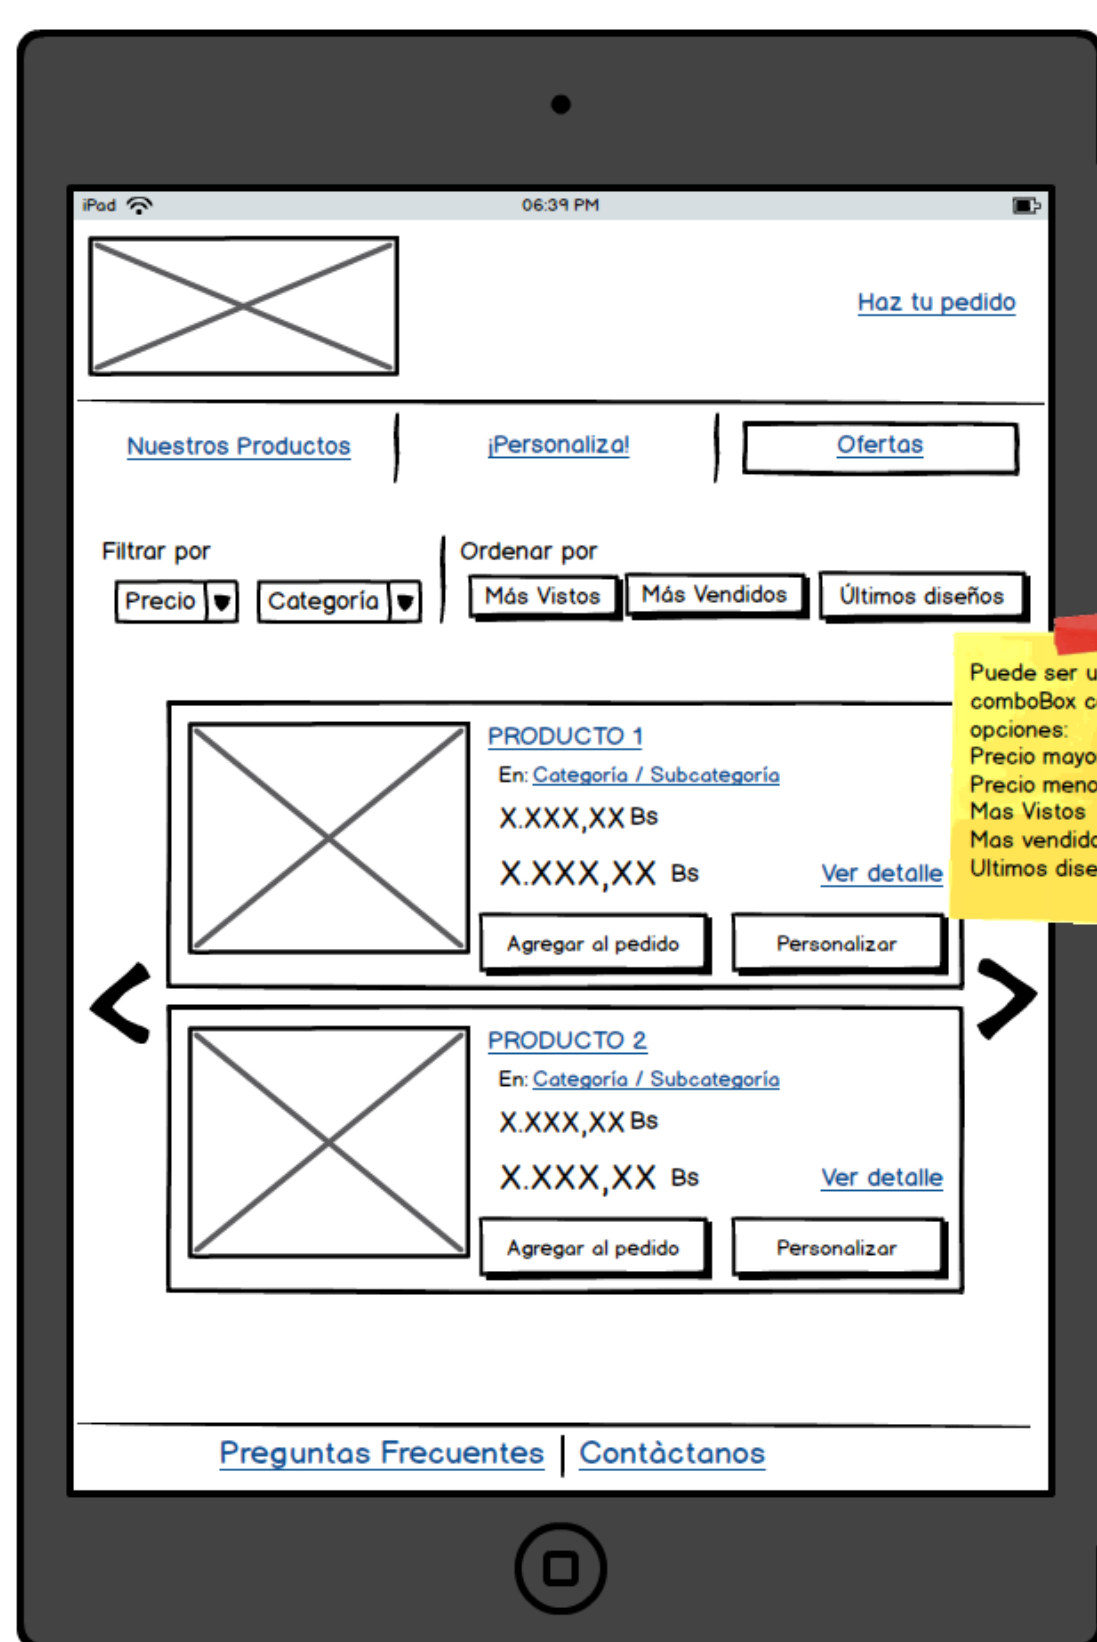 iPad 06:39 PM
Haz tu pedido
Nuestros Productos ¡Personaliza! Ofertas
Filtrar por Ordenar por
Precio Categoría Más Vistos Más Vendidos Últimos diseños
Puede ser
comboBox
opciones:
Precio
Precio
Mas Vistos
Mas
Ultimos
PRODUCTO 1
En: Categoría / Subcategoría
X.XXX,XX Bs
X.XXX,XX Bs Ver detalle
Agregar al pedido Personalizar
PRODUCTO 2
En: Categoría / Subcategoría
X.XXX,XX Bs
X.XXX,XX Bs Ver detalle
Agregar al pedido Personalizar
Preguntas Frecuentes Contàctanos